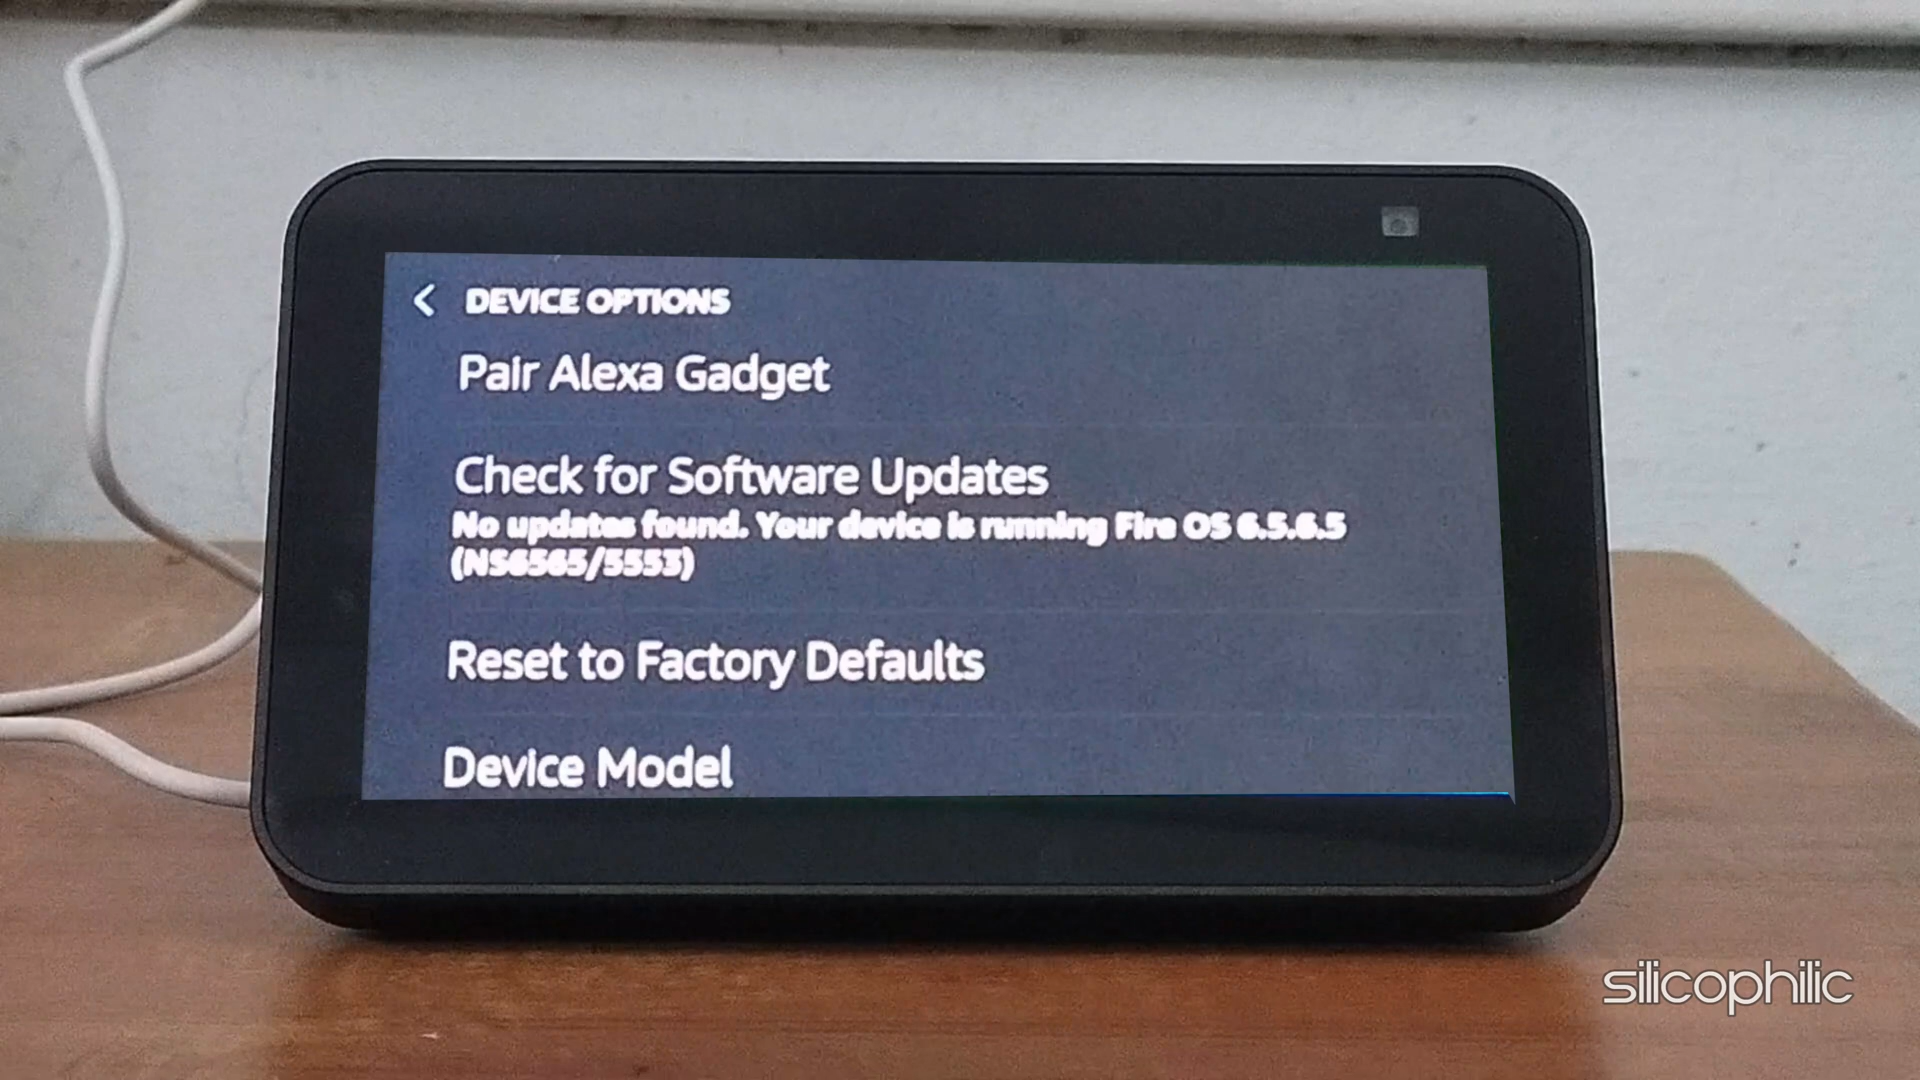 DEVICE OPTIONS
Pair Alexa Gadget
Check for Software Updates
No updates found. Your device is running Fire OS 6.5.6.5
(NS6565/5553)
Reset to Factory Defaults
Device Model
silicophilic